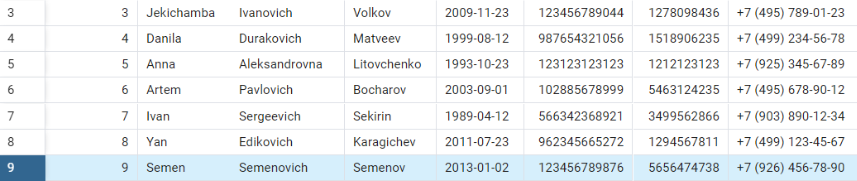 3 3 Jekichamba Ivanovich Volkov 2009-11-23 123456789044 1278098436 +7 (495) 789-01-23
4 4 Danila Durakovich Matveev 1999-08-12 987654321056 1518906235 +7 (499) 234-56-78
5 5 Anna Aleksandrovna Litovchenko 1993-10-23 123123123123 1212123123 +7 (925) 345-67-89
6 6 Artem Pavlovich Bocharov 2003-09-01 102885678999 5463124235 +7 (495) 678-90-12
7 7 Ivan Sergeevich Sekirin 1989-04-12 566342368921 3499562866 +7 (903) 890-12-34
8 8 Yan Edikovich Karagichev 2011-07-23 962345665272 1294567811 +7 (499) 123-45-67
9 9 Semen Semenovich Semenov 2013-01-02 123456789876 5656474738 +7 (926) 456-78-90